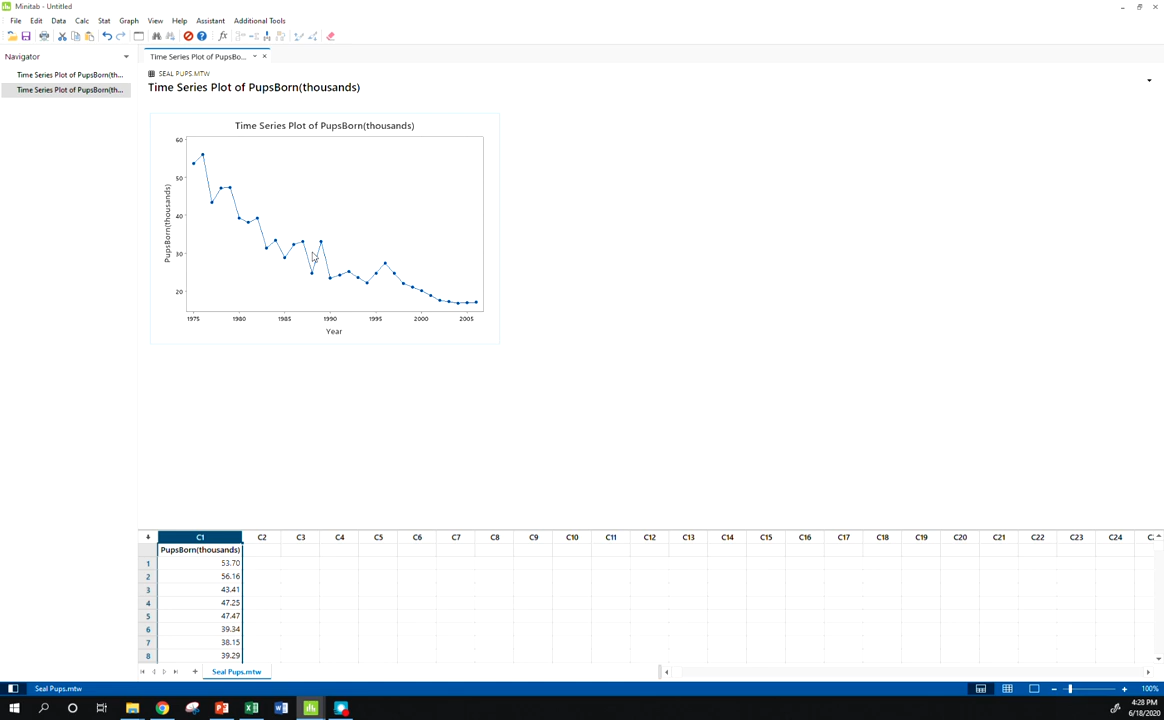 Minitab - Untitled
File Edit Data Calc Stat Graph View Help Assistant Additional Tools
Navigator
Time Series Plot of PupsBorn(th...
Time Series Plot of PupsBorn(th...
Time Series Plot of PupsBo...
SEAL PUPS.MTW
Time Series Plot of PupsBorn(thousands)
Time Series Plot of PupsBorn(thousands)
60
50
40
30
20
PupsBorn(thousands)
1975 1980 1985 1990 1995 2000 2005
Year
C1 C2 C3 C4 C5 C6 C7 C8 C9 C10 C11 C12 C13 C14 C15 C16 C17 C18 C19 C20 C21 C22 C23 C24
PupsBorn(thousands)
1 53.70
2 56.16
3 43.41
4 47.25
5 47.47
6 39.34
7 38.15
8 39.29
Seal Pups.mtw
Seal Pups.mtw
100%
4:28 PM
6/18/2020